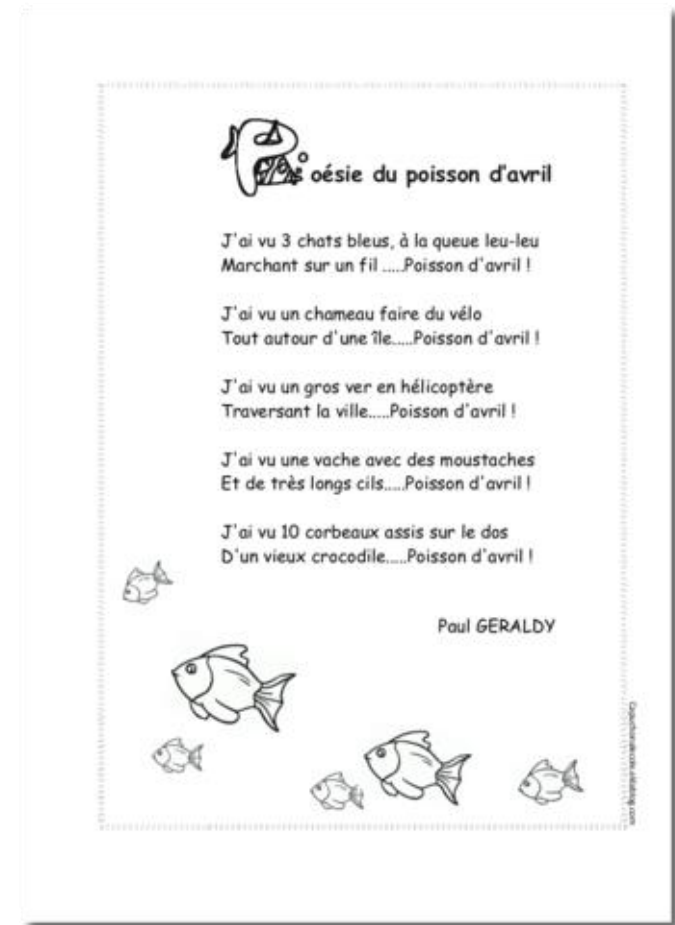 Poésie du poisson d'avril
J'ai vu 3 chats bleus, à la queue leu-leu
Marchant sur un fil .....Poisson d'avril !
J'ai vu un chameau faire du vélo
Tout autour d'une île.....Poisson d'avril !
J'ai vu un gros ver en hélicoptère
Traversant la ville.....Poisson d'avril !
J'ai vu une vache avec des moustaches
Et de très longs cils.....Poisson d'avril !
J'ai vu 10 corbeaux assis sur le dos
D'un vieux crocodile.....Poisson d'avril !
Paul GERALDY